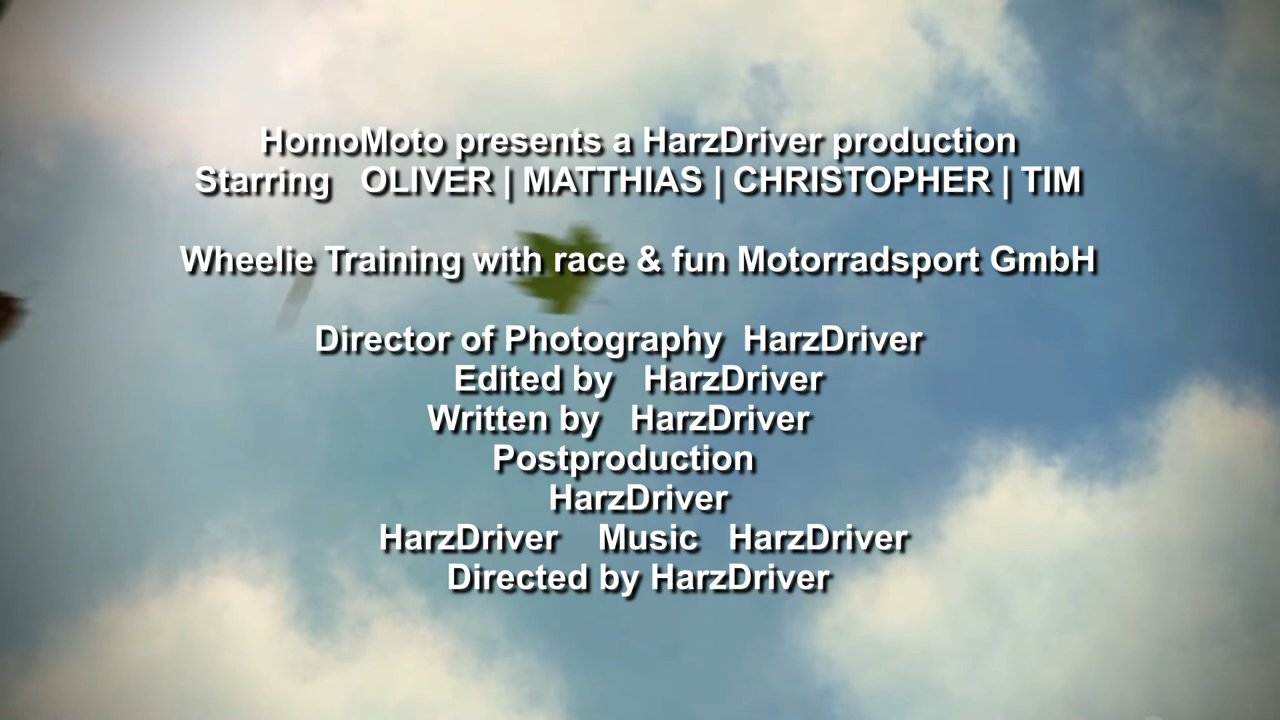 HomoMoto presents a HarzDriver production
Starring OLIVER | MATTHIAS | CHRISTOPHER | TIM
Wheelie Training with race & fun Motorradsport GmbH
Director of Photography HarzDriver
Edited by HarzDriver
Written by HarzDriver
Postproduction
HarzDriver
HarzDriver Music HarzDriver
Directed by HarzDriver